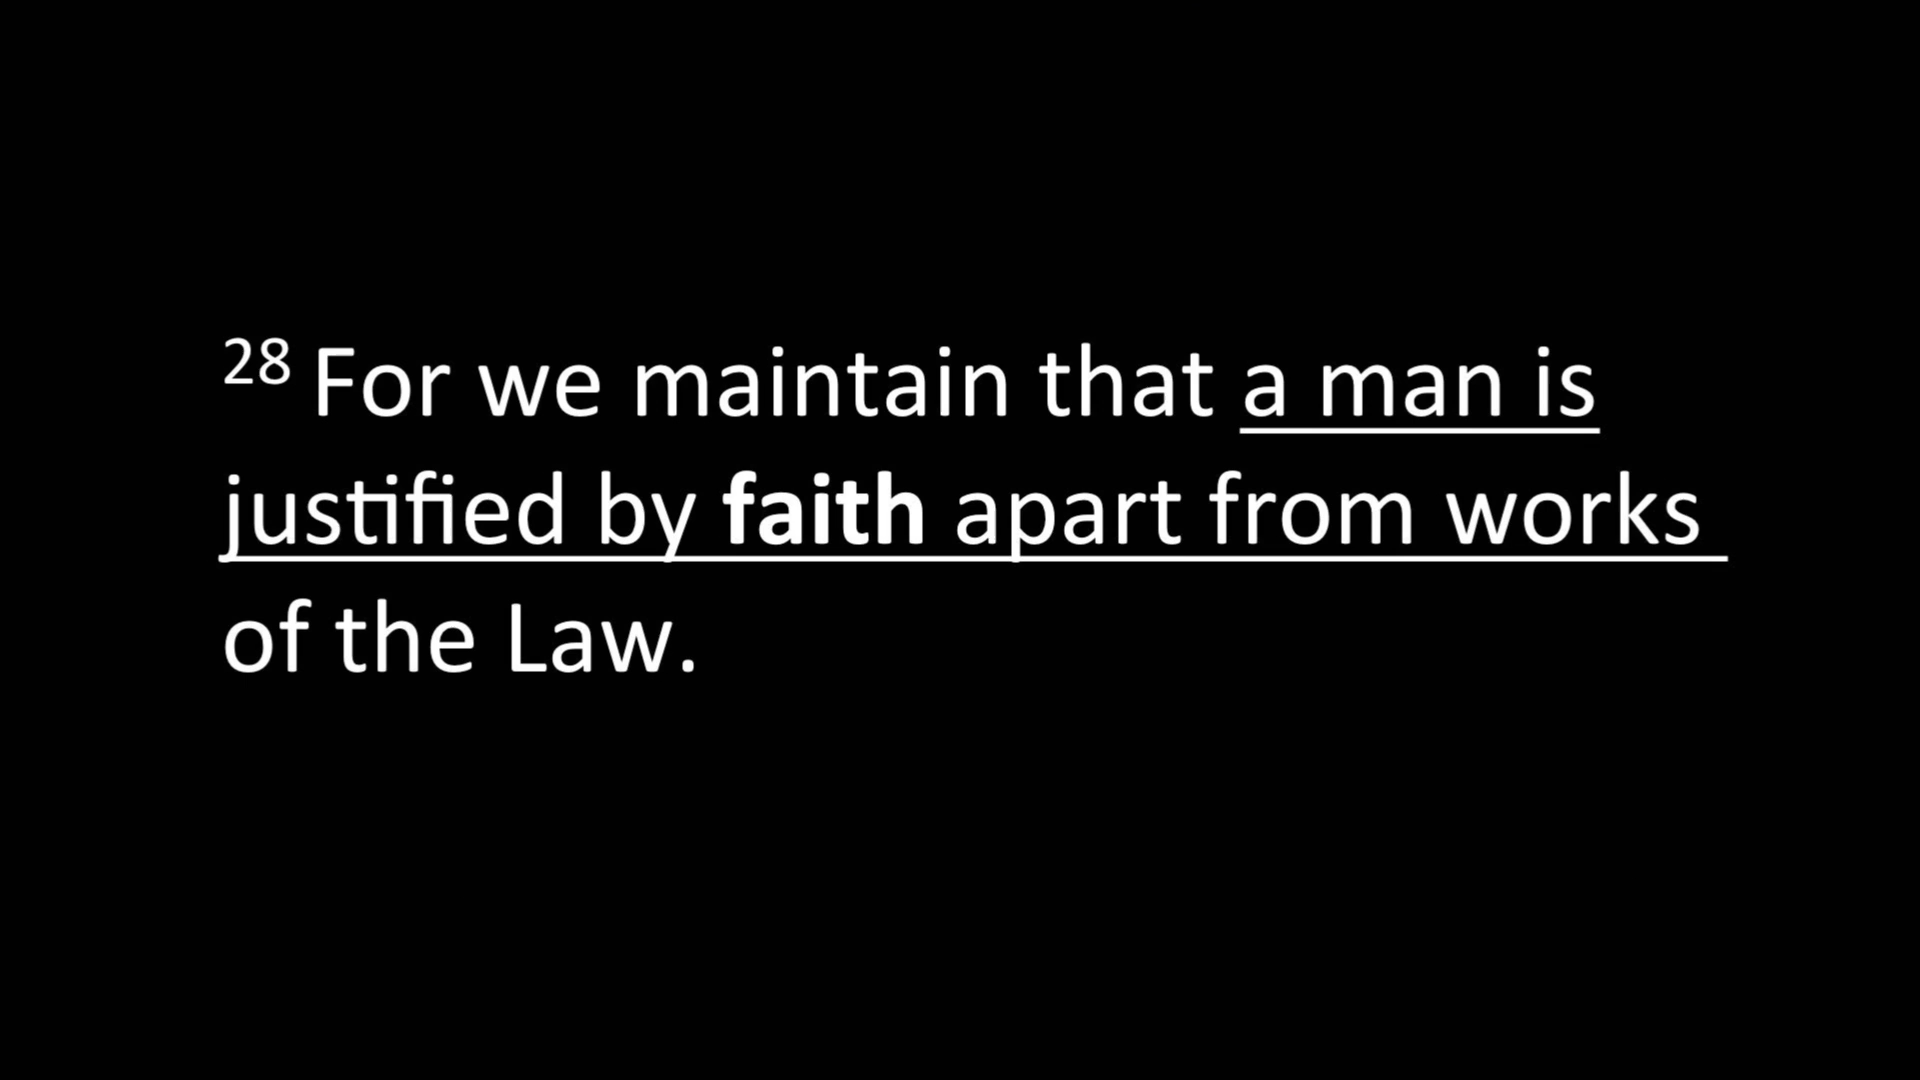 28 For we maintain that a man is
justified by faith apart from works
of the Law.